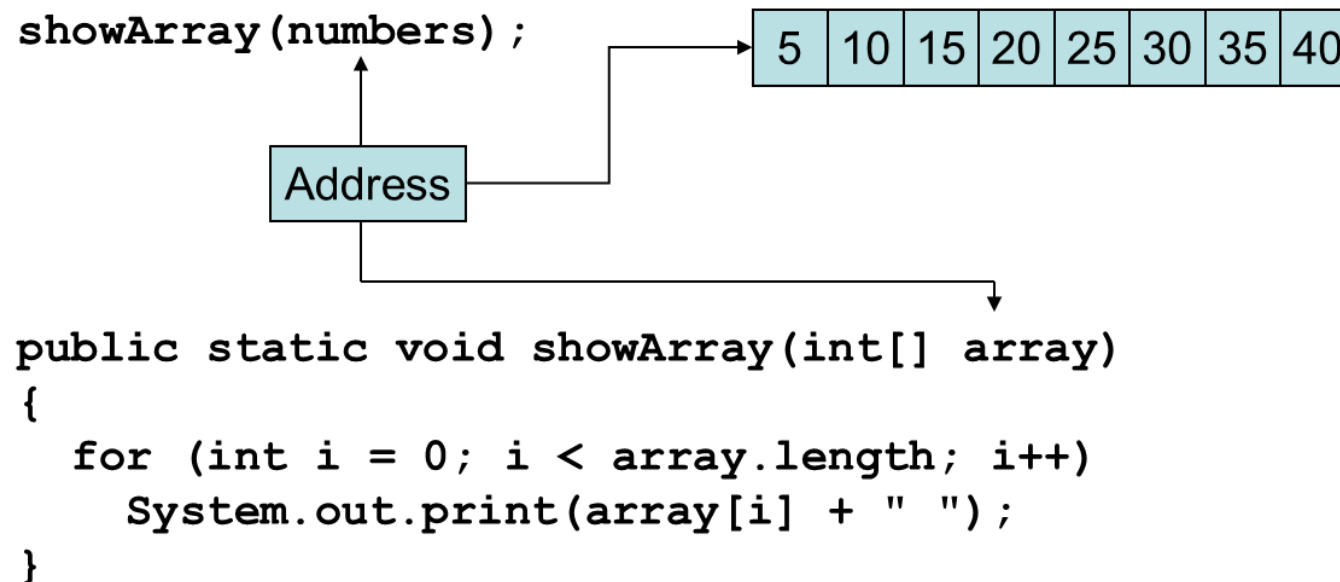 showArray(numbers);
5 10 15 20 25 30 35 40
Address
public static void showArray(int[] array)
{
for (int i = 0; i < array.length; i++)
System.out.print(array[i] + " ");
}